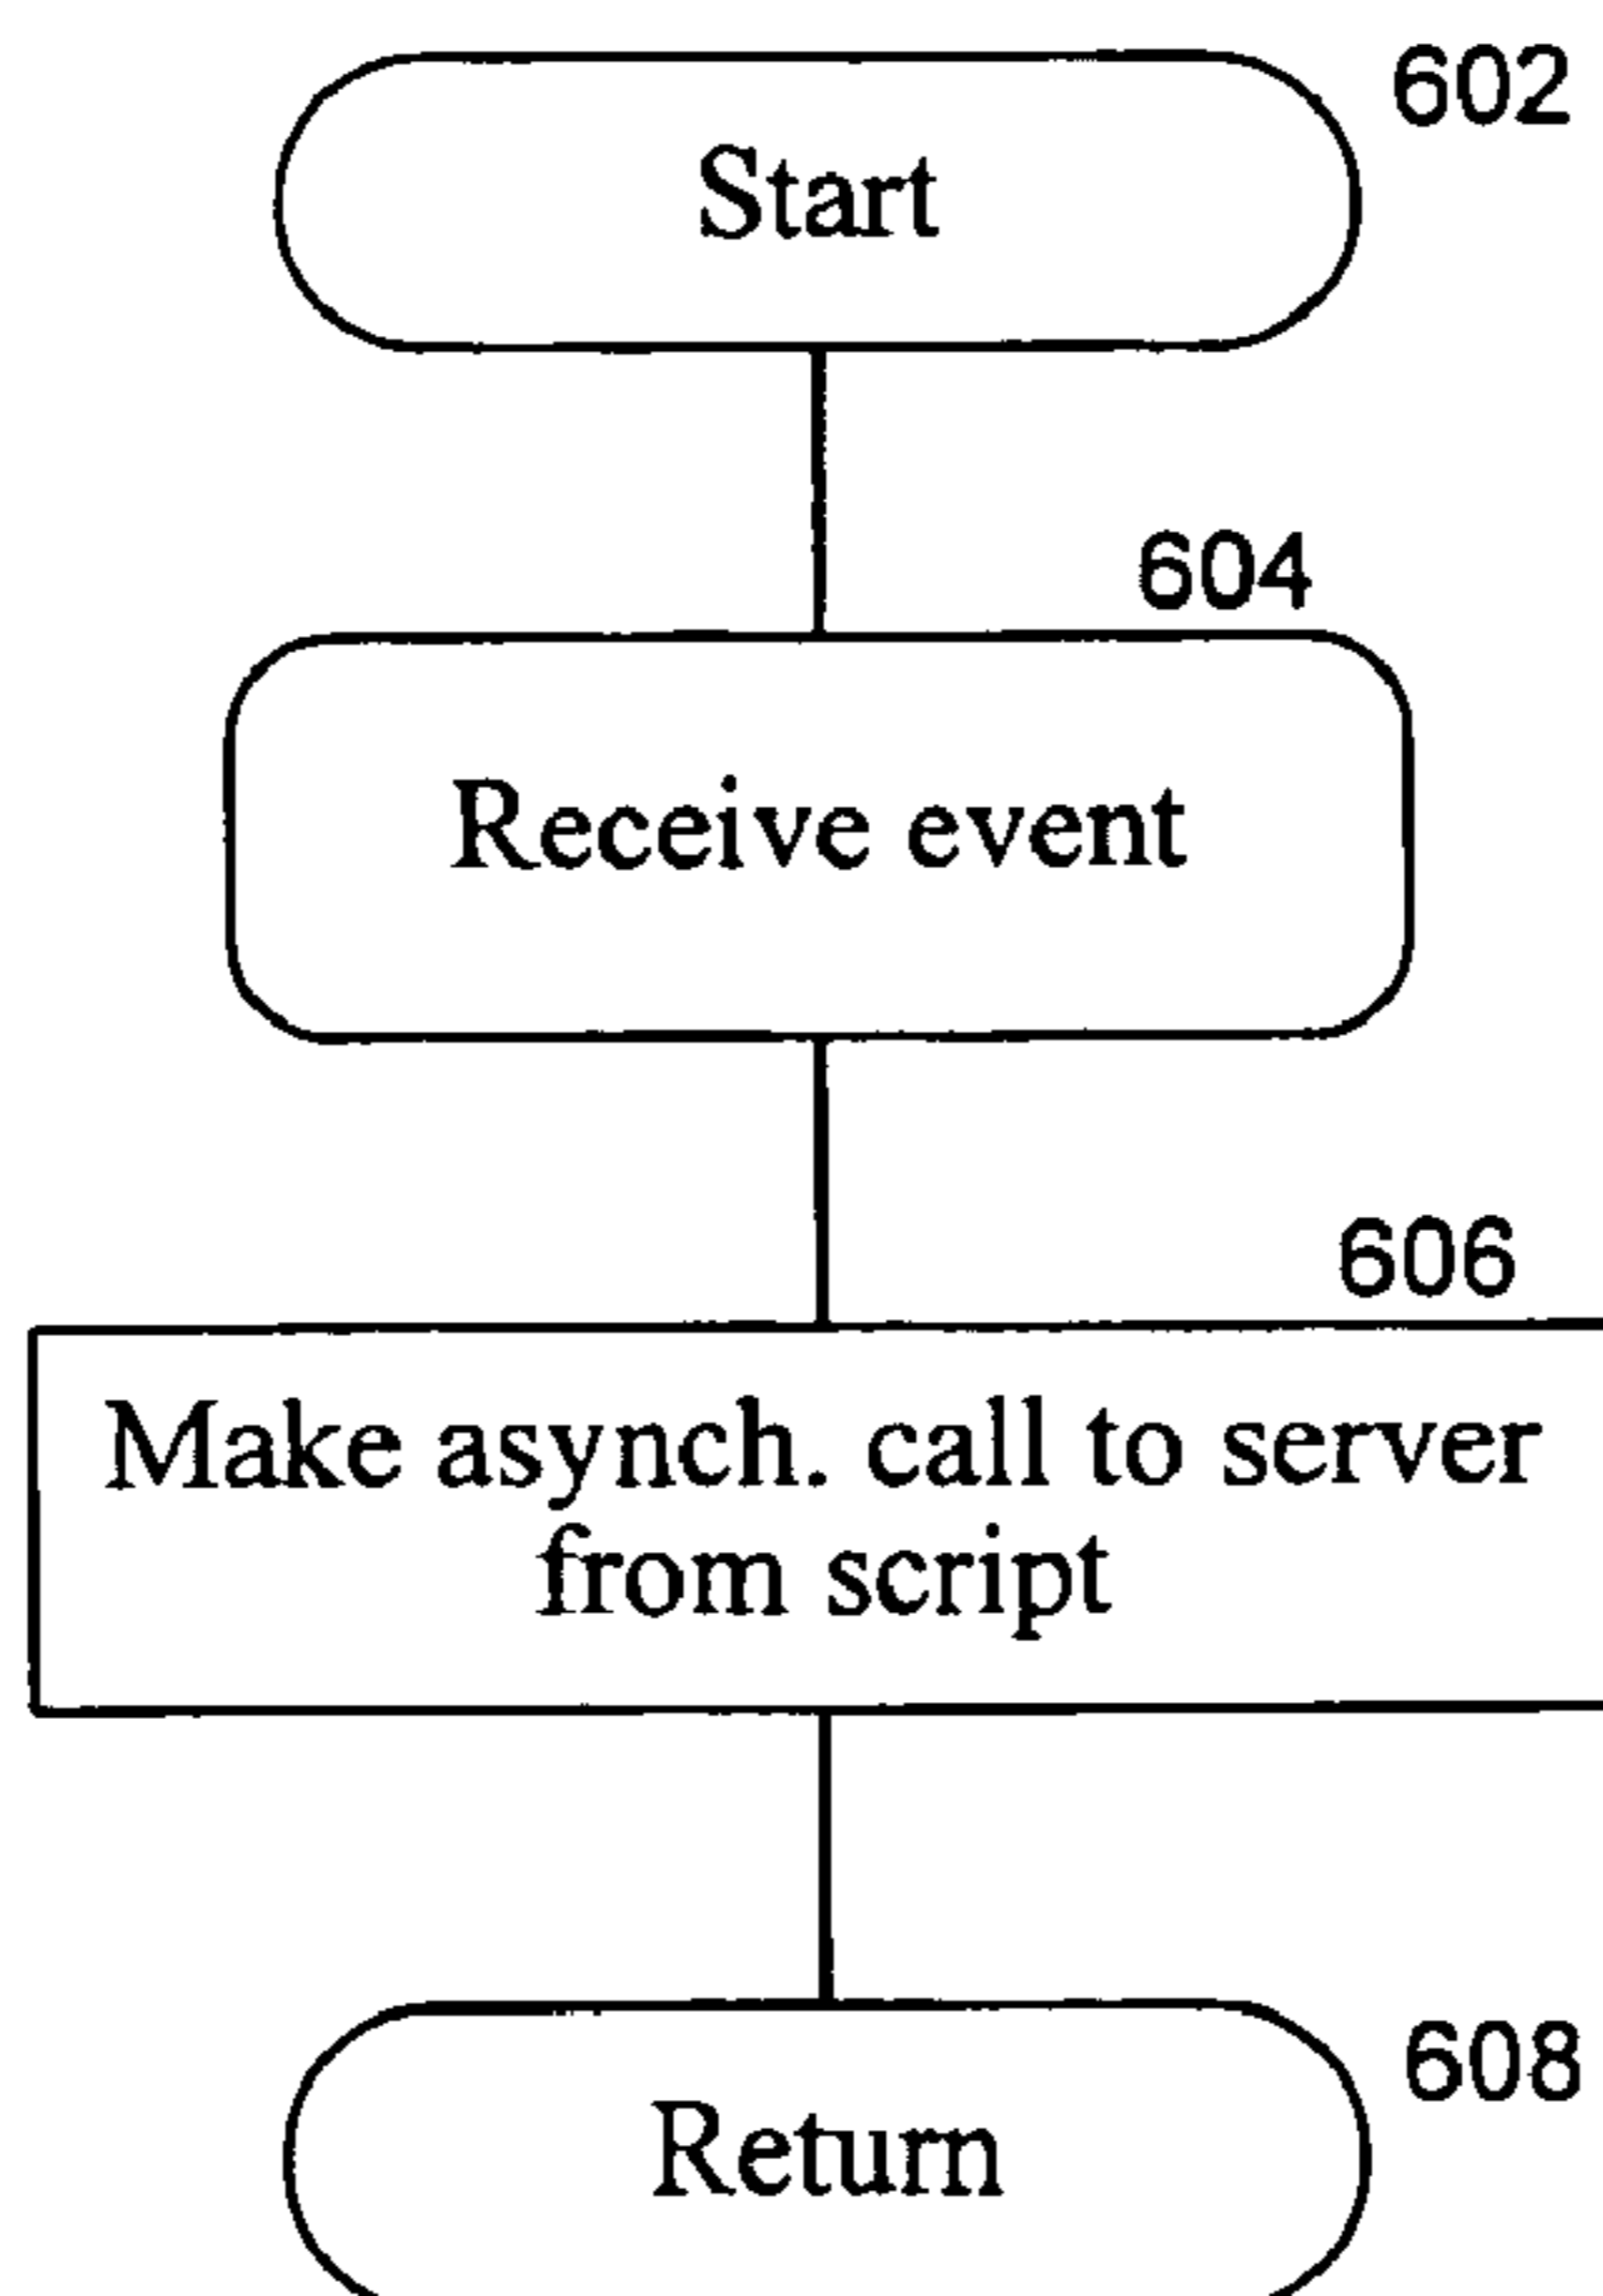 602
Start
604
Receive event
606
Make asynch. call to server
from script
608
Return